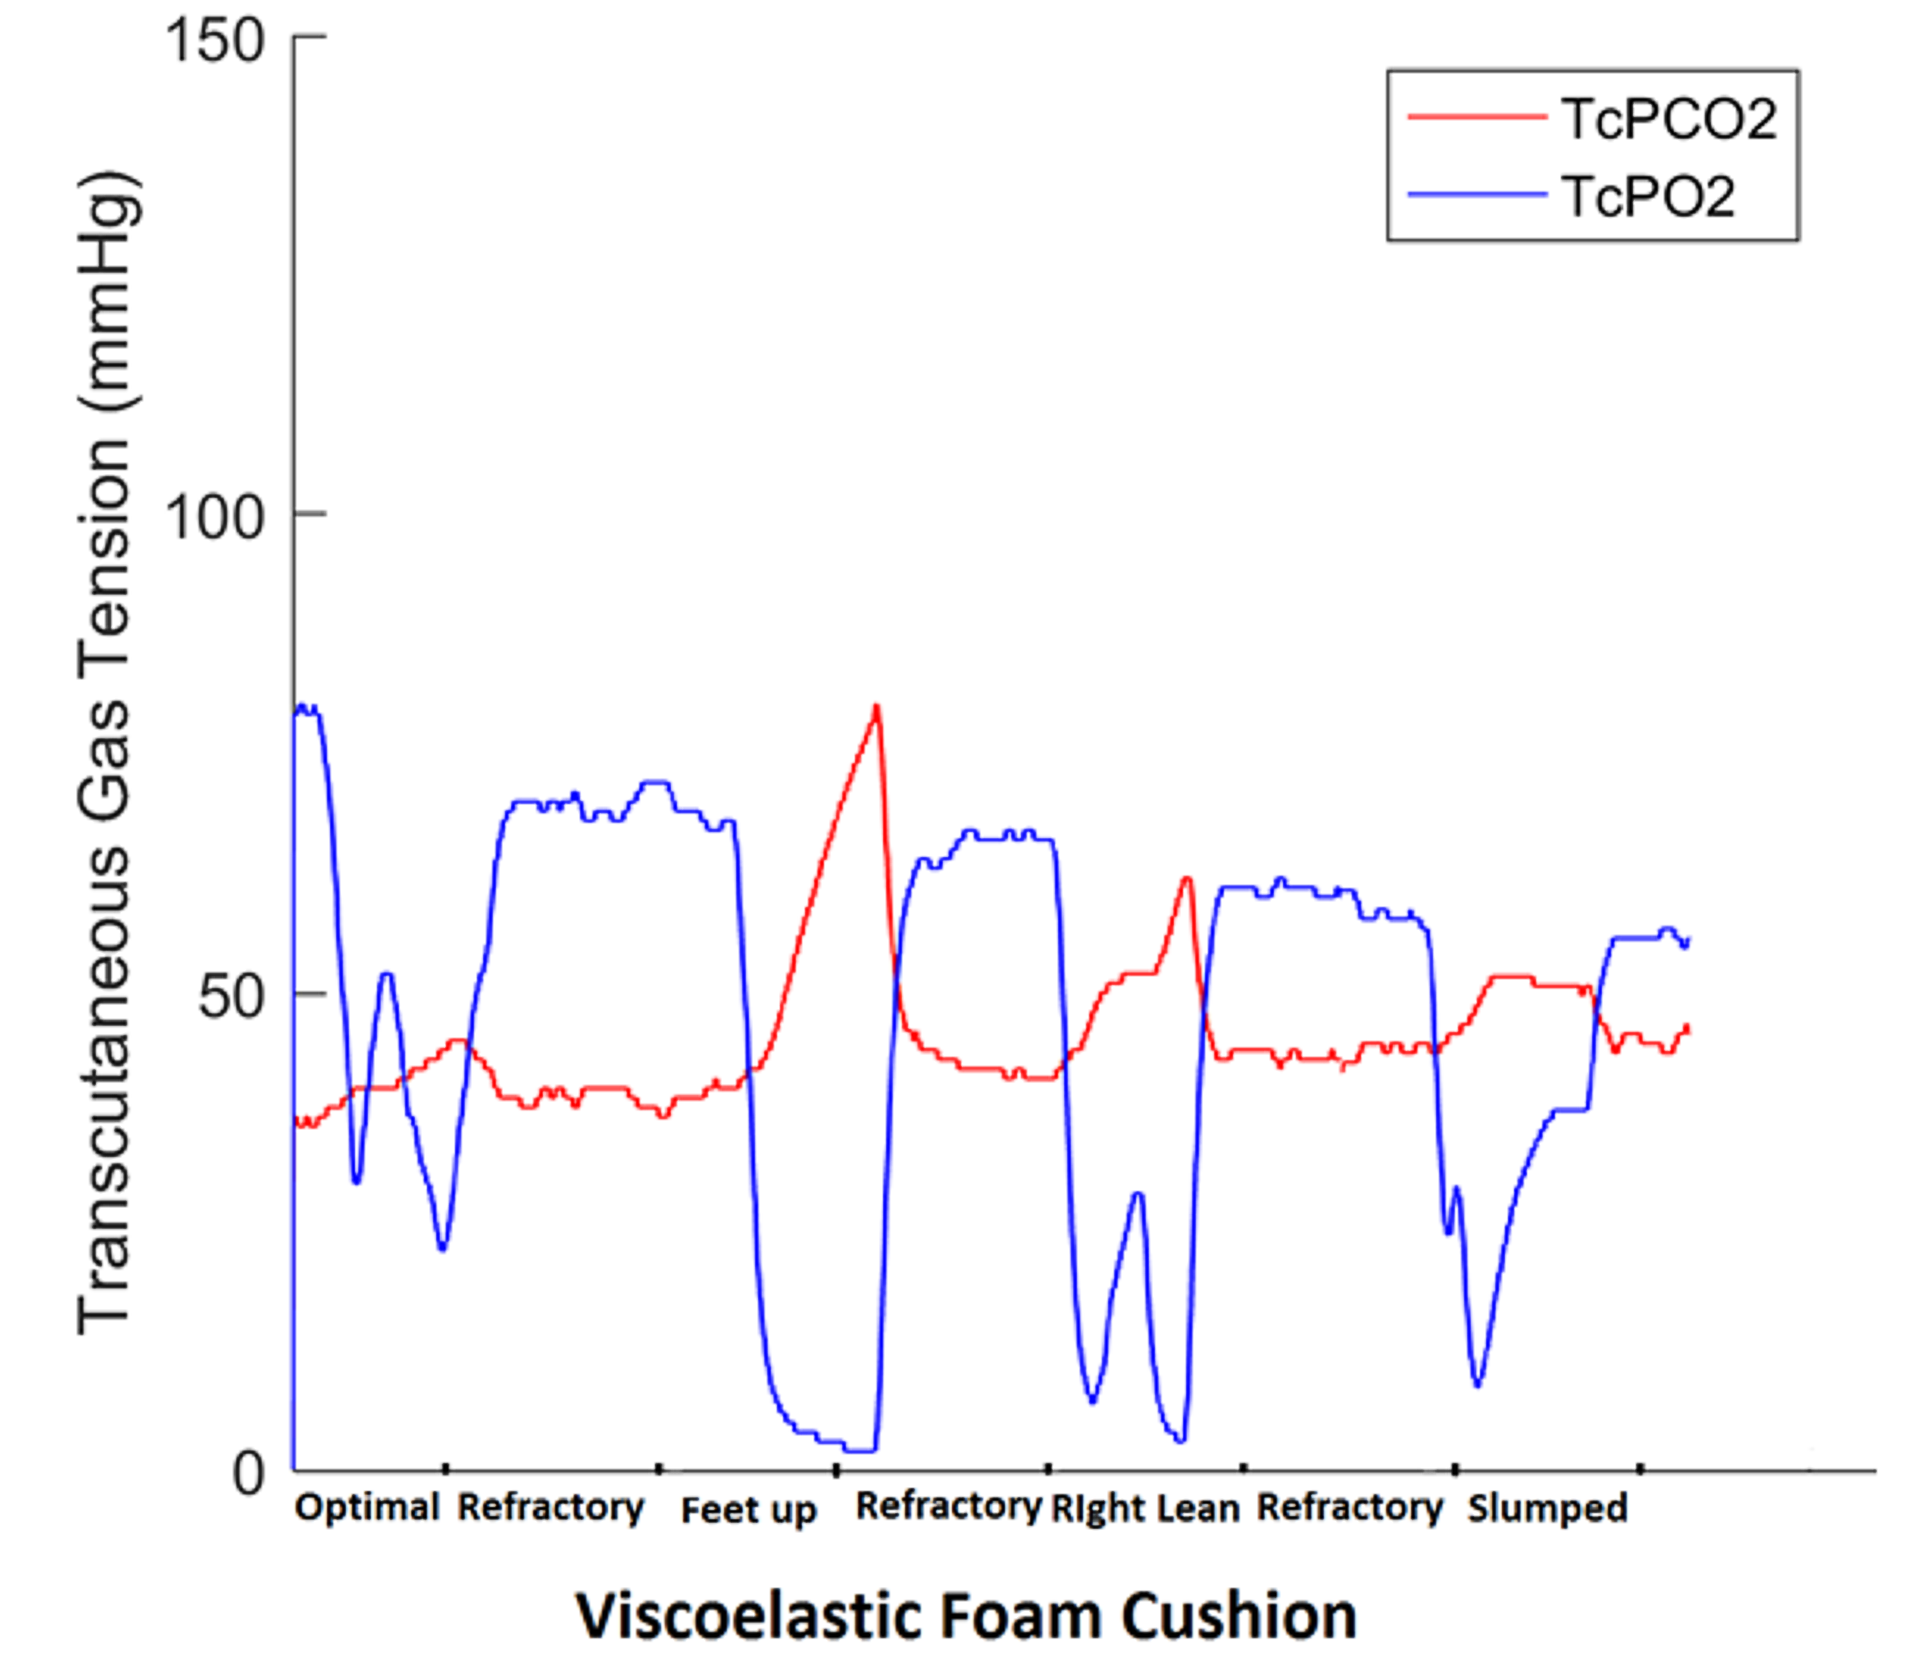 150
100
50
0
Transcutaneous Gas Tension (mmHg)
TcPCO2
TcPO2
Optimal Refractory Feet up Refractory RIght Lean Refractory Slumped
Viscoelastic Foam Cushion